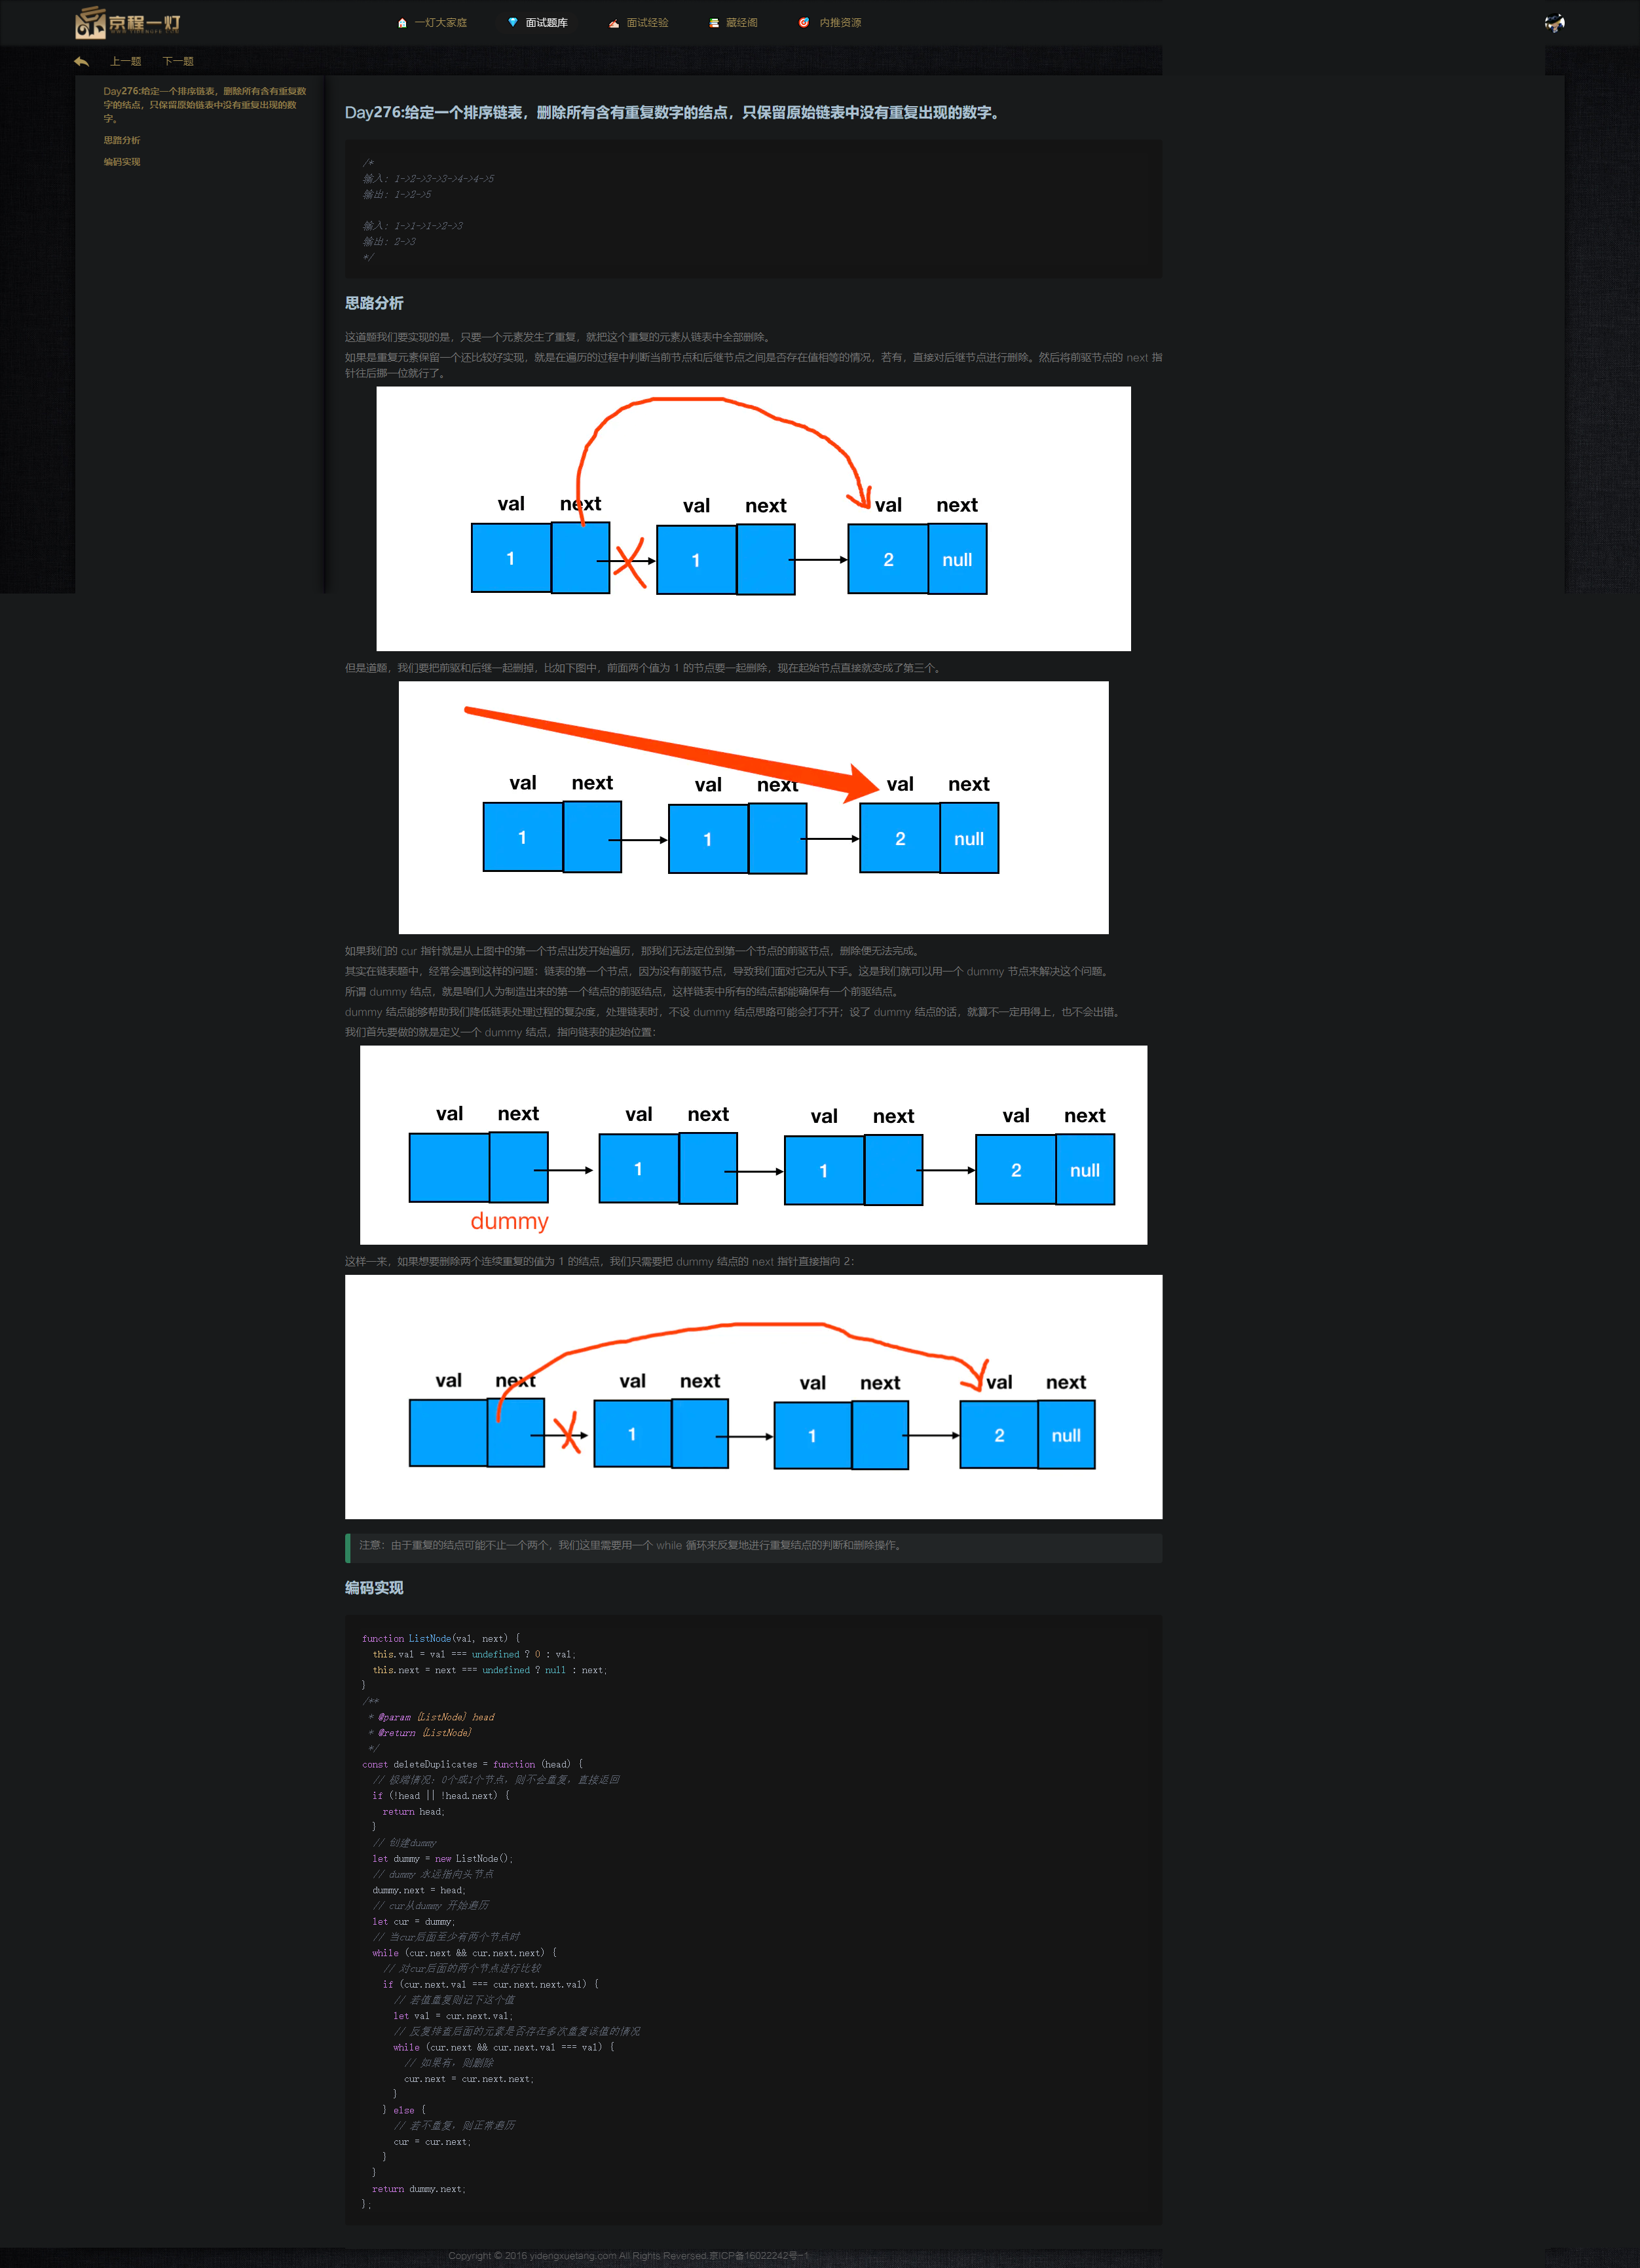 京程一灯
WWW.YIDENGFE.COM
一灯大家庭
面试题库
面试经验
藏经阁
内推资源
上一题
下一题
Day276:给定一个排序链表，删除所有含有重复数
字的结点，只保留原始链表中没有重复出现的数
字。
思路分析
编码实现
Day276:给定一个排序链表，删除所有含有重复数字的结点，只保留原始链表中没有重复出现的数字。
/*
输入: 1->2->3->3->4->4->5
输出: 1->2->5
输入: 1->1->1->2->3
输出: 2->3
*/
思路分析
这道题我们要实现的是，只要一个元素发生了重复，就把这个重复的元素从链表中全部删除。
如果是重复元素保留一个还比较好实现，就是在遍历的过程中判断当前节点和后继节点之间是否存在值相等的情况，若有，直接对后继节点进行删除。然后将前驱节点的 next 指
针往后挪一位就行了。
val next val next val next
1 1 2 null
但是道题，我们要把前驱和后继一起删掉，比如下图中，前面两个值为 1 的节点要一起删除，现在起始节点直接就变成了第三个。
val next val next val next
1 1 2 null
如果我们的 cur 指针就是从上图中的第一个节点出发开始遍历，那我们无法定位到第一个节点的前驱节点，删除便无法完成。
其实在链表题中，经常会遇到这样的问题：链表的第一个节点，因为没有前驱节点，导致我们面对它无从下手。这是我们就可以用一个 dummy 节点来解决这个问题。
所谓 dummy 结点，就是咱们人为制造出来的第一个结点的前驱结点，这样链表中所有的结点都能确保有一个前驱结点。
dummy 结点能够帮助我们降低链表处理过程的复杂度，处理链表时，不设 dummy 结点思路可能会打不开；设了 dummy 结点的话，就算不一定用得上，也不会出错。
我们首先要做的就是定义一个 dummy 结点，指向链表的起始位置：
val next val next val next val next
1 1 2 null
dummy
这样一来，如果想要删除两个连续重复的值为 1 的结点，我们只需要把 dummy 结点的 next 指针直接指向 2：
val next val next val next val next
1 1 2 null
注意：由于重复的结点可能不止一个两个，我们这里需要用一个 while 循环来反复地进行重复结点的判断和删除操作。
编码实现
function ListNode(val, next) {
this.val = val === undefined ? 0 : val;
this.next = next === undefined ? null : next;
}
/**
* @param {ListNode} head
* @return {ListNode}
*/
const deleteDuplicates = function (head) {
// 极端情况：0个或1个节点，则不会重复，直接返回
if (!head || !head.next) {
return head;
}
// 创建dummy
let dummy = new ListNode();
// dummy 永远指向头节点
dummy.next = head;
// cur从dummy 开始遍历
let cur = dummy;
// 当cur后面至少有两个节点时
while (cur.next && cur.next.next) {
// 对cur后面的两个节点进行比较
if (cur.next.val === cur.next.next.val) {
// 若值重复则记下这个值
let val = cur.next.val;
// 反复排查后面的元素是否存在多次重复该值的情况
while (cur.next && cur.next.val === val) {
// 如果有，则删除
cur.next = cur.next.next;
}
} else {
// 若不重复，则正常遍历
cur = cur.next;
}
}
return dummy.next;
};
Copyright © 2016 yidengxuetang.com.All Rights Reversed.京ICP备16022242号-1